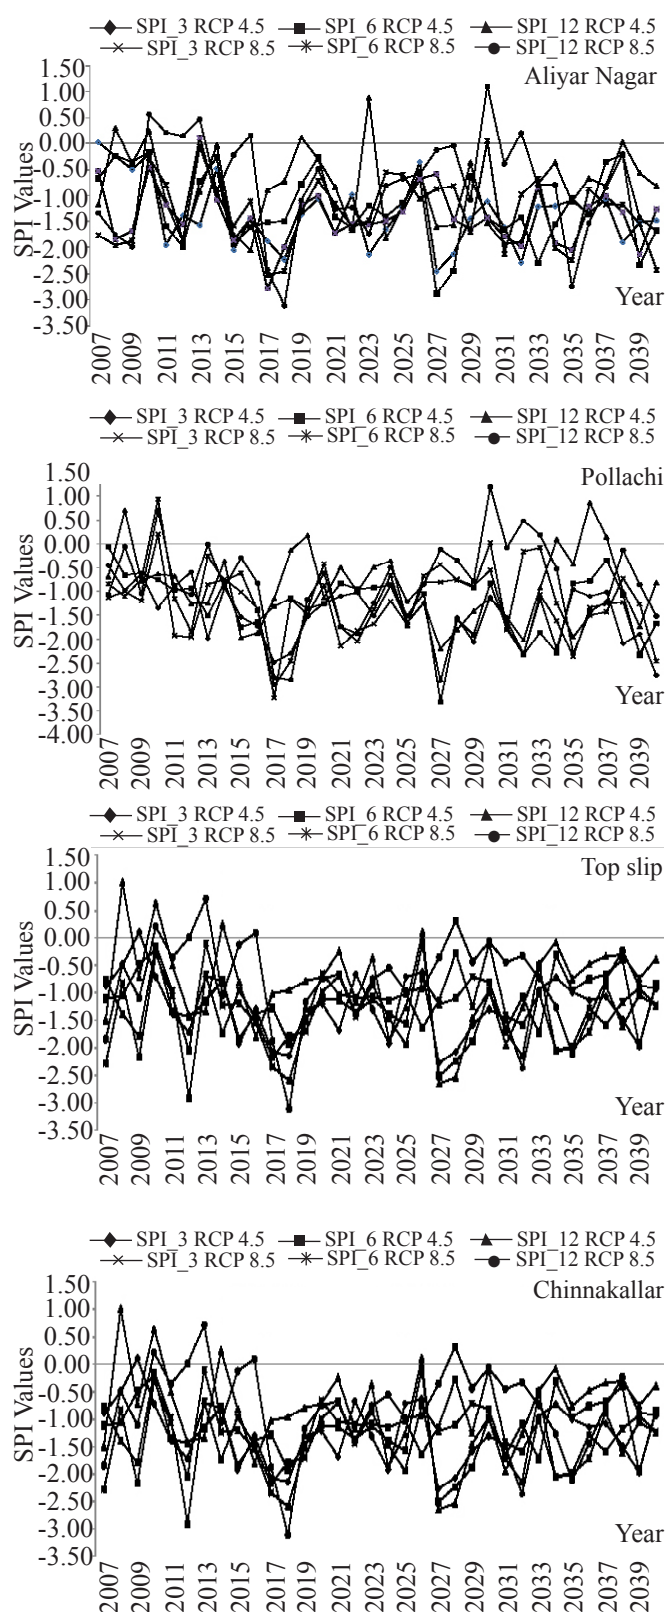 SPI_3 RCP 4.5 SPI_6 RCP 4.5 SPI_12 RCP 4.5
SPI_3 RCP 8.5 SPI_6 RCP 8.5 SPI_12 RCP 8.5
Aliyar Nagar
SPI Values
1.50
1.00
0.50
0.00
-0.50
-1.00
-1.50
-2.00
-2.50
-3.00
-3.50
Year
2007 2009 2011 2013 2015 2017 2019 2021 2023 2025 2027 2029 2031 2033 2035 2037 2039
SPI_3 RCP 4.5 SPI_6 RCP 4.5 SPI_12 RCP 4.5
SPI_3 RCP 8.5 SPI_6 RCP 8.5 SPI_12 RCP 8.5
Pollachi
SPI Values
1.50
1.00
0.50
0.00
-0.50
-1.00
-1.50
-2.00
-2.50
-3.00
-3.50
-4.00
Year
2007 2009 2011 2013 2015 2017 2019 2021 2023 2025 2027 2029 2031 2033 2035 2037 2039
SPI_3 RCP 4.5 SPI_6 RCP 4.5 SPI_12 RCP 4.5
SPI_3 RCP 8.5 SPI_6 RCP 8.5 SPI_12 RCP 8.5
Top slip
SPI Values
1.50
1.00
0.50
0.00
-0.50
-1.00
-1.50
-2.00
-2.50
-3.00
-3.50
Year
2007 2009 2011 2013 2015 2017 2019 2021 2023 2025 2027 2029 2031 2033 2035 2037 2039
SPI_3 RCP 4.5 SPI_6 RCP 4.5 SPI_12 RCP 4.5
SPI_3 RCP 8.5 SPI_6 RCP 8.5 SPI_12 RCP 8.5
Chinnakallar
SPI Values
1.50
1.00
0.50
0.00
-0.50
-1.00
-1.50
-2.00
-2.50
-3.00
-3.50
Year
2007 2009 2011 2013 2015 2017 2019 2021 2023 2025 2027 2029 2031 2033 2035 2037 2039